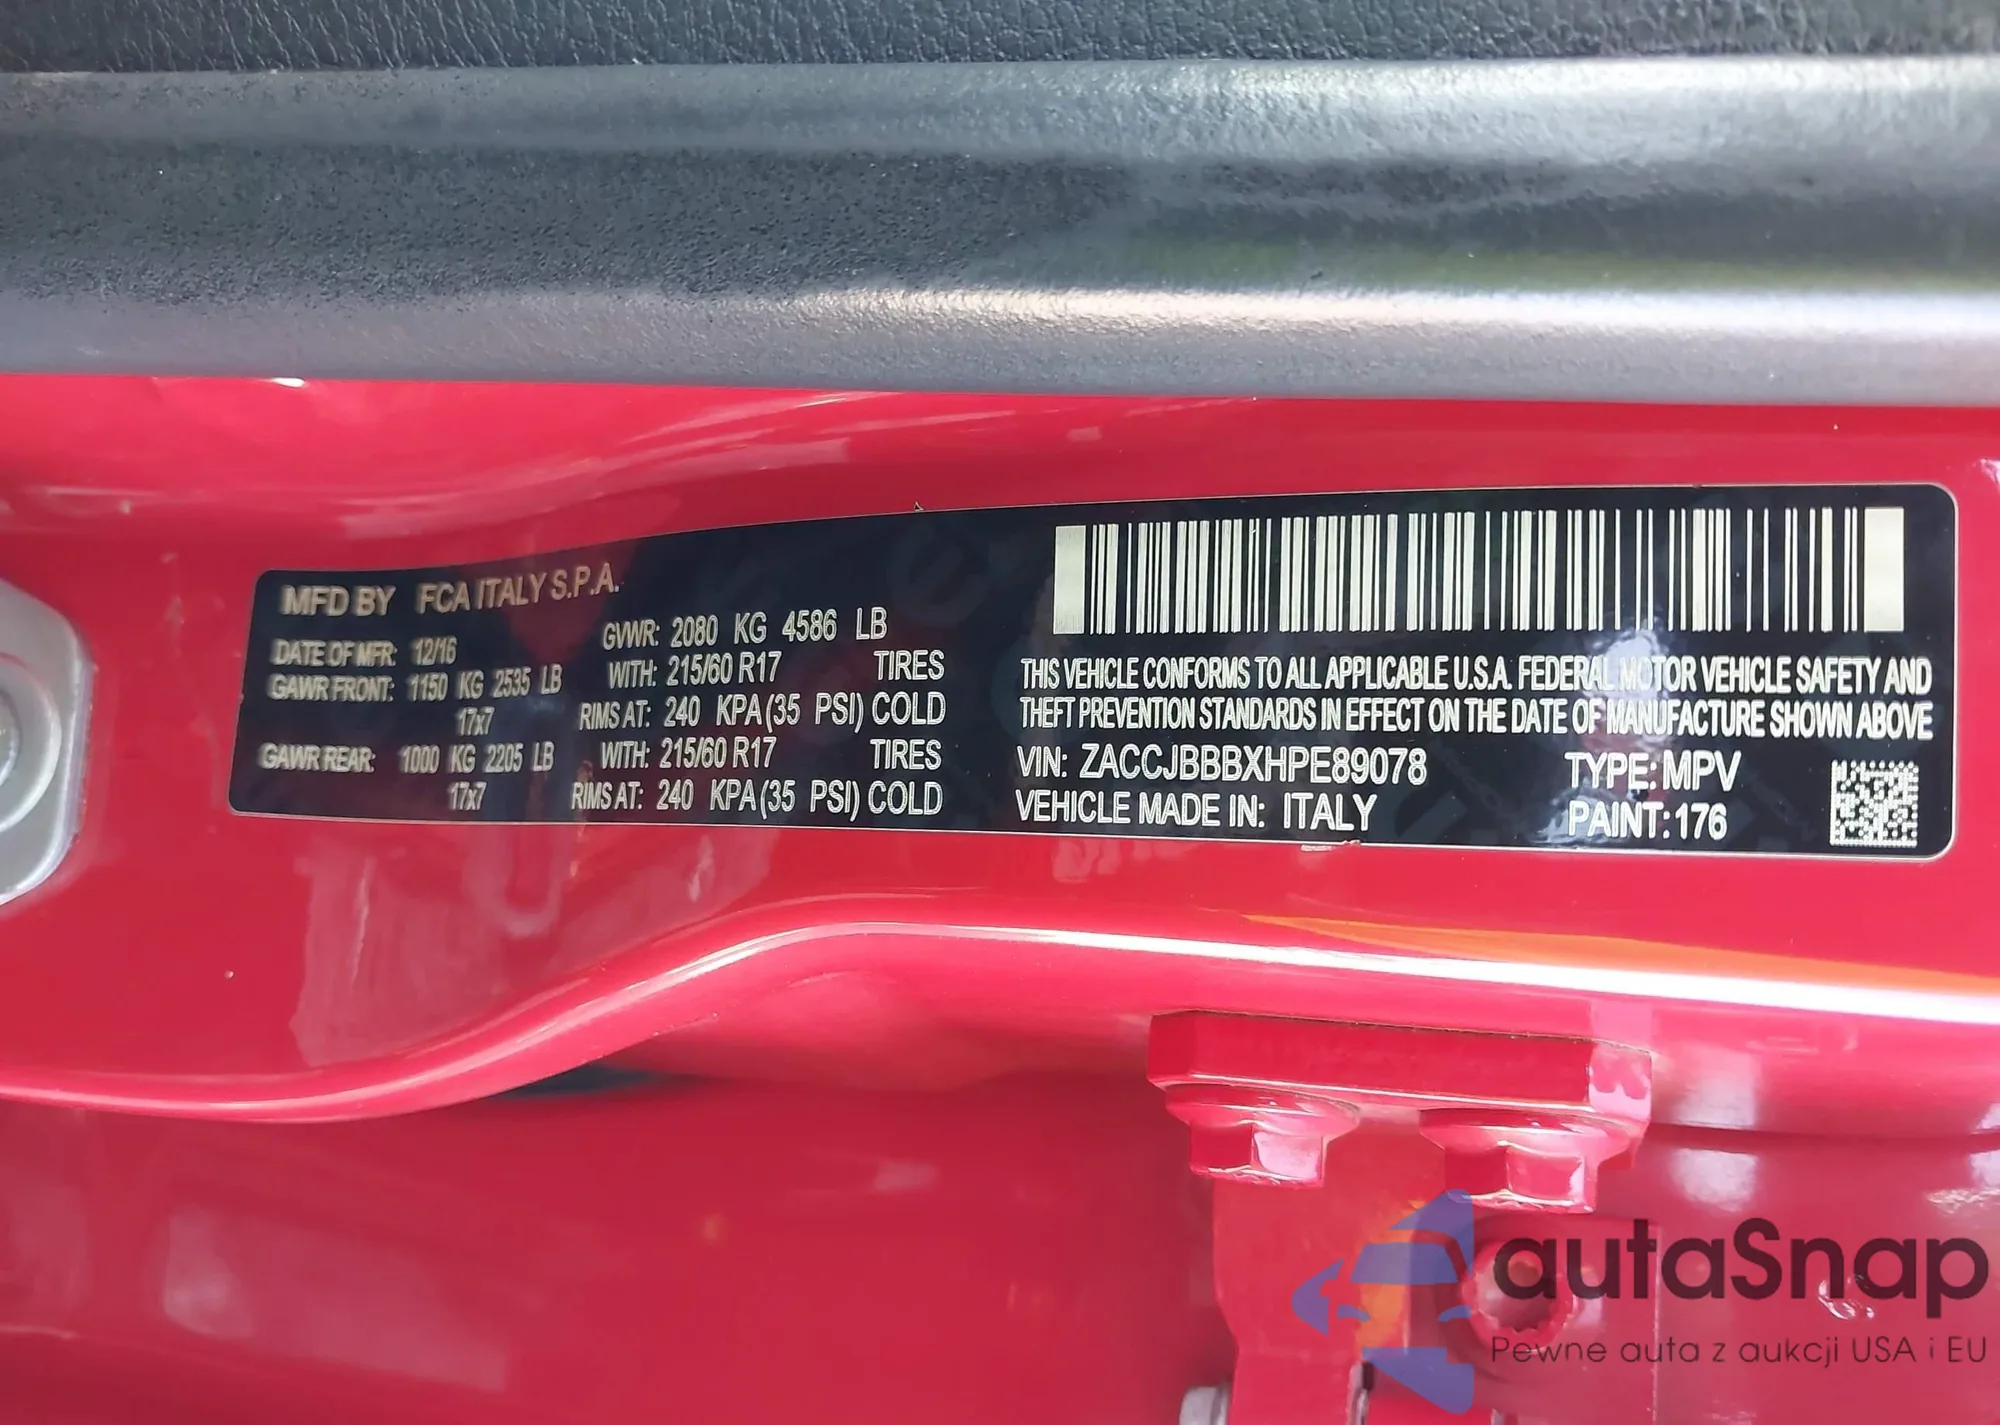 MFD BY FCA ITALY S.P.A.
DATE OF MFR: 12/16 GVWR: 2080 KG 4586 LB
GAWR FRONT: 1150 KG 2535 LB WITH: 215/60 R17 TIRES
17x7 RIMS AT: 240 KPA (35 PSI) COLD
GAWR REAR: 1000 KG 2205 LB WITH: 215/60 R17 TIRES
17x7 RIMS AT: 240 KPA (35 PSI) COLD
THIS VEHICLE CONFORMS TO ALL APPLICABLE U.S.A. FEDERAL MOTOR VEHICLE SAFETY AND
THEFT PREVENTION STANDARDS IN EFFECT ON THE DATE OF MANUFACTURE SHOWN ABOVE
VIN: ZACCJBBBXHPE89078 TYPE: MPV
VEHICLE MADE IN: ITALY PAINT: 176
autaSnap
Pewne auta z aukcji USA i EU